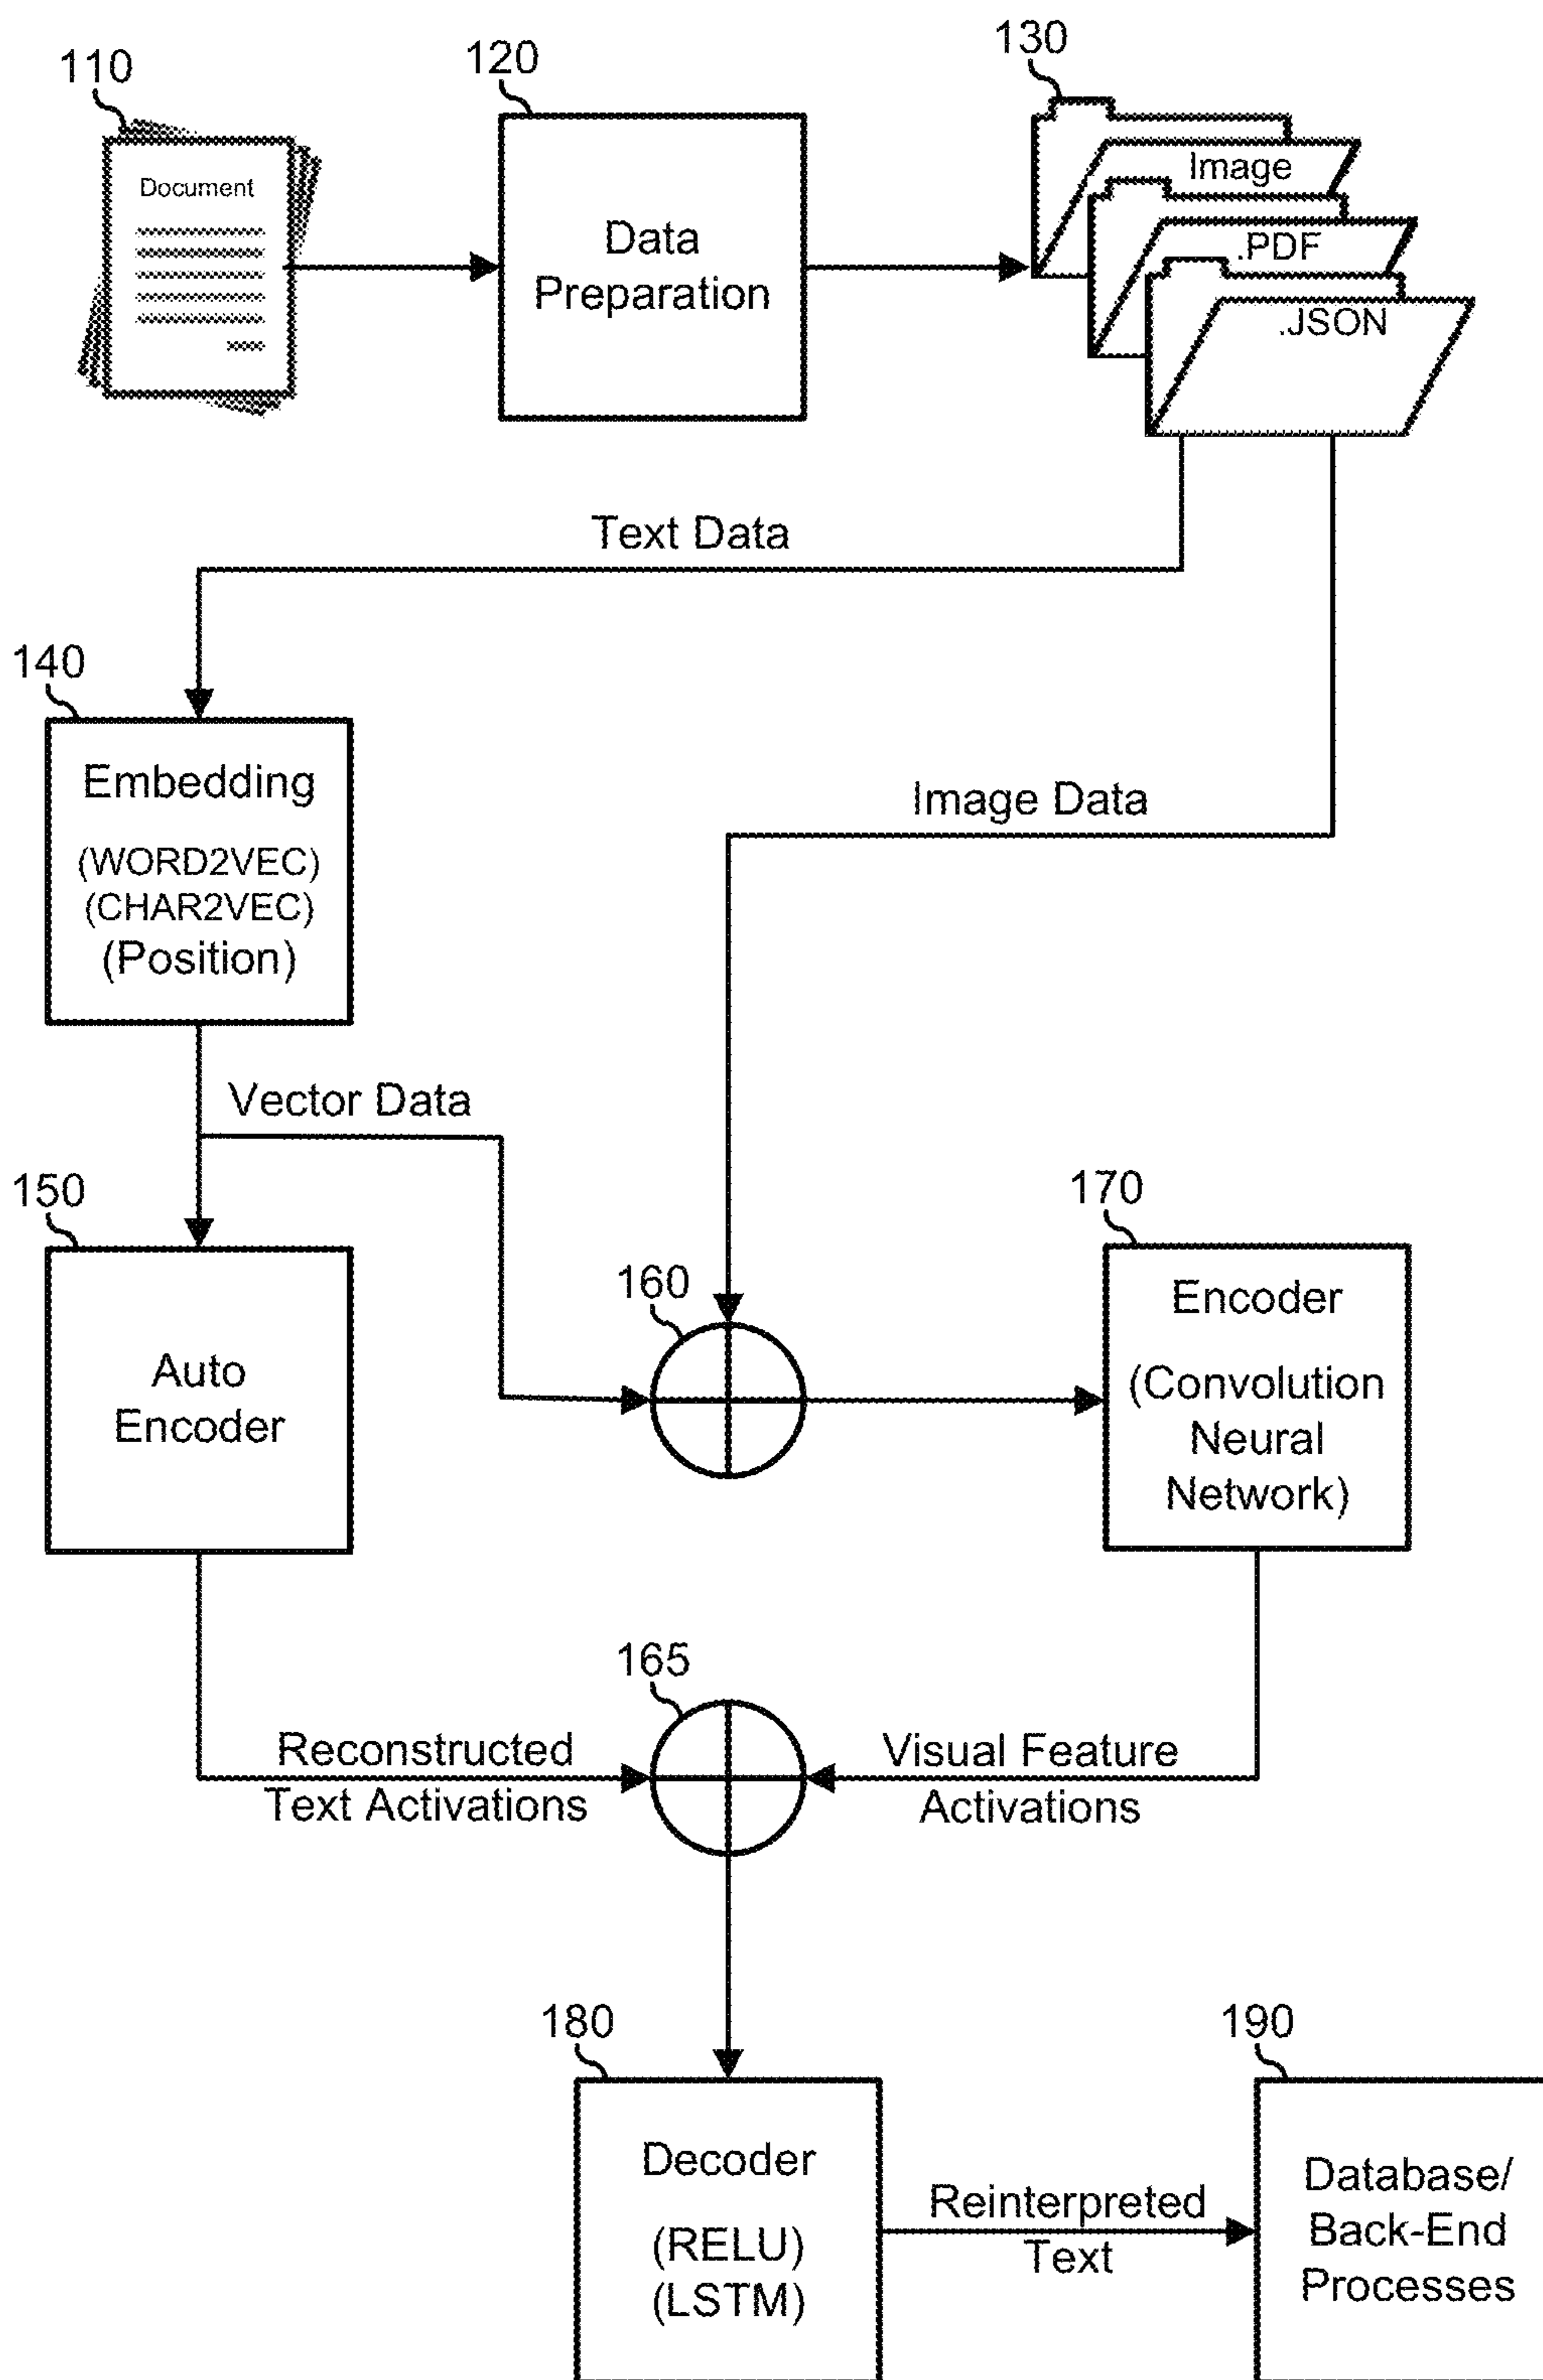 110
120
130
Document
Data
Preparation
Image
.PDF
.JSON
Text Data
140
Embedding
(WORD2VEC)
(CHAR2VEC)
(Position)
Image Data
Vector Data
150
Auto
Encoder
160
170
Encoder
(Convolution
Neural
Network)
165
Reconstructed
Text Activations
Visual Feature
Activations
180
Decoder
(RELU)
(LSTM)
Reinterpreted
Text
190
Database/
Back-End
Processes